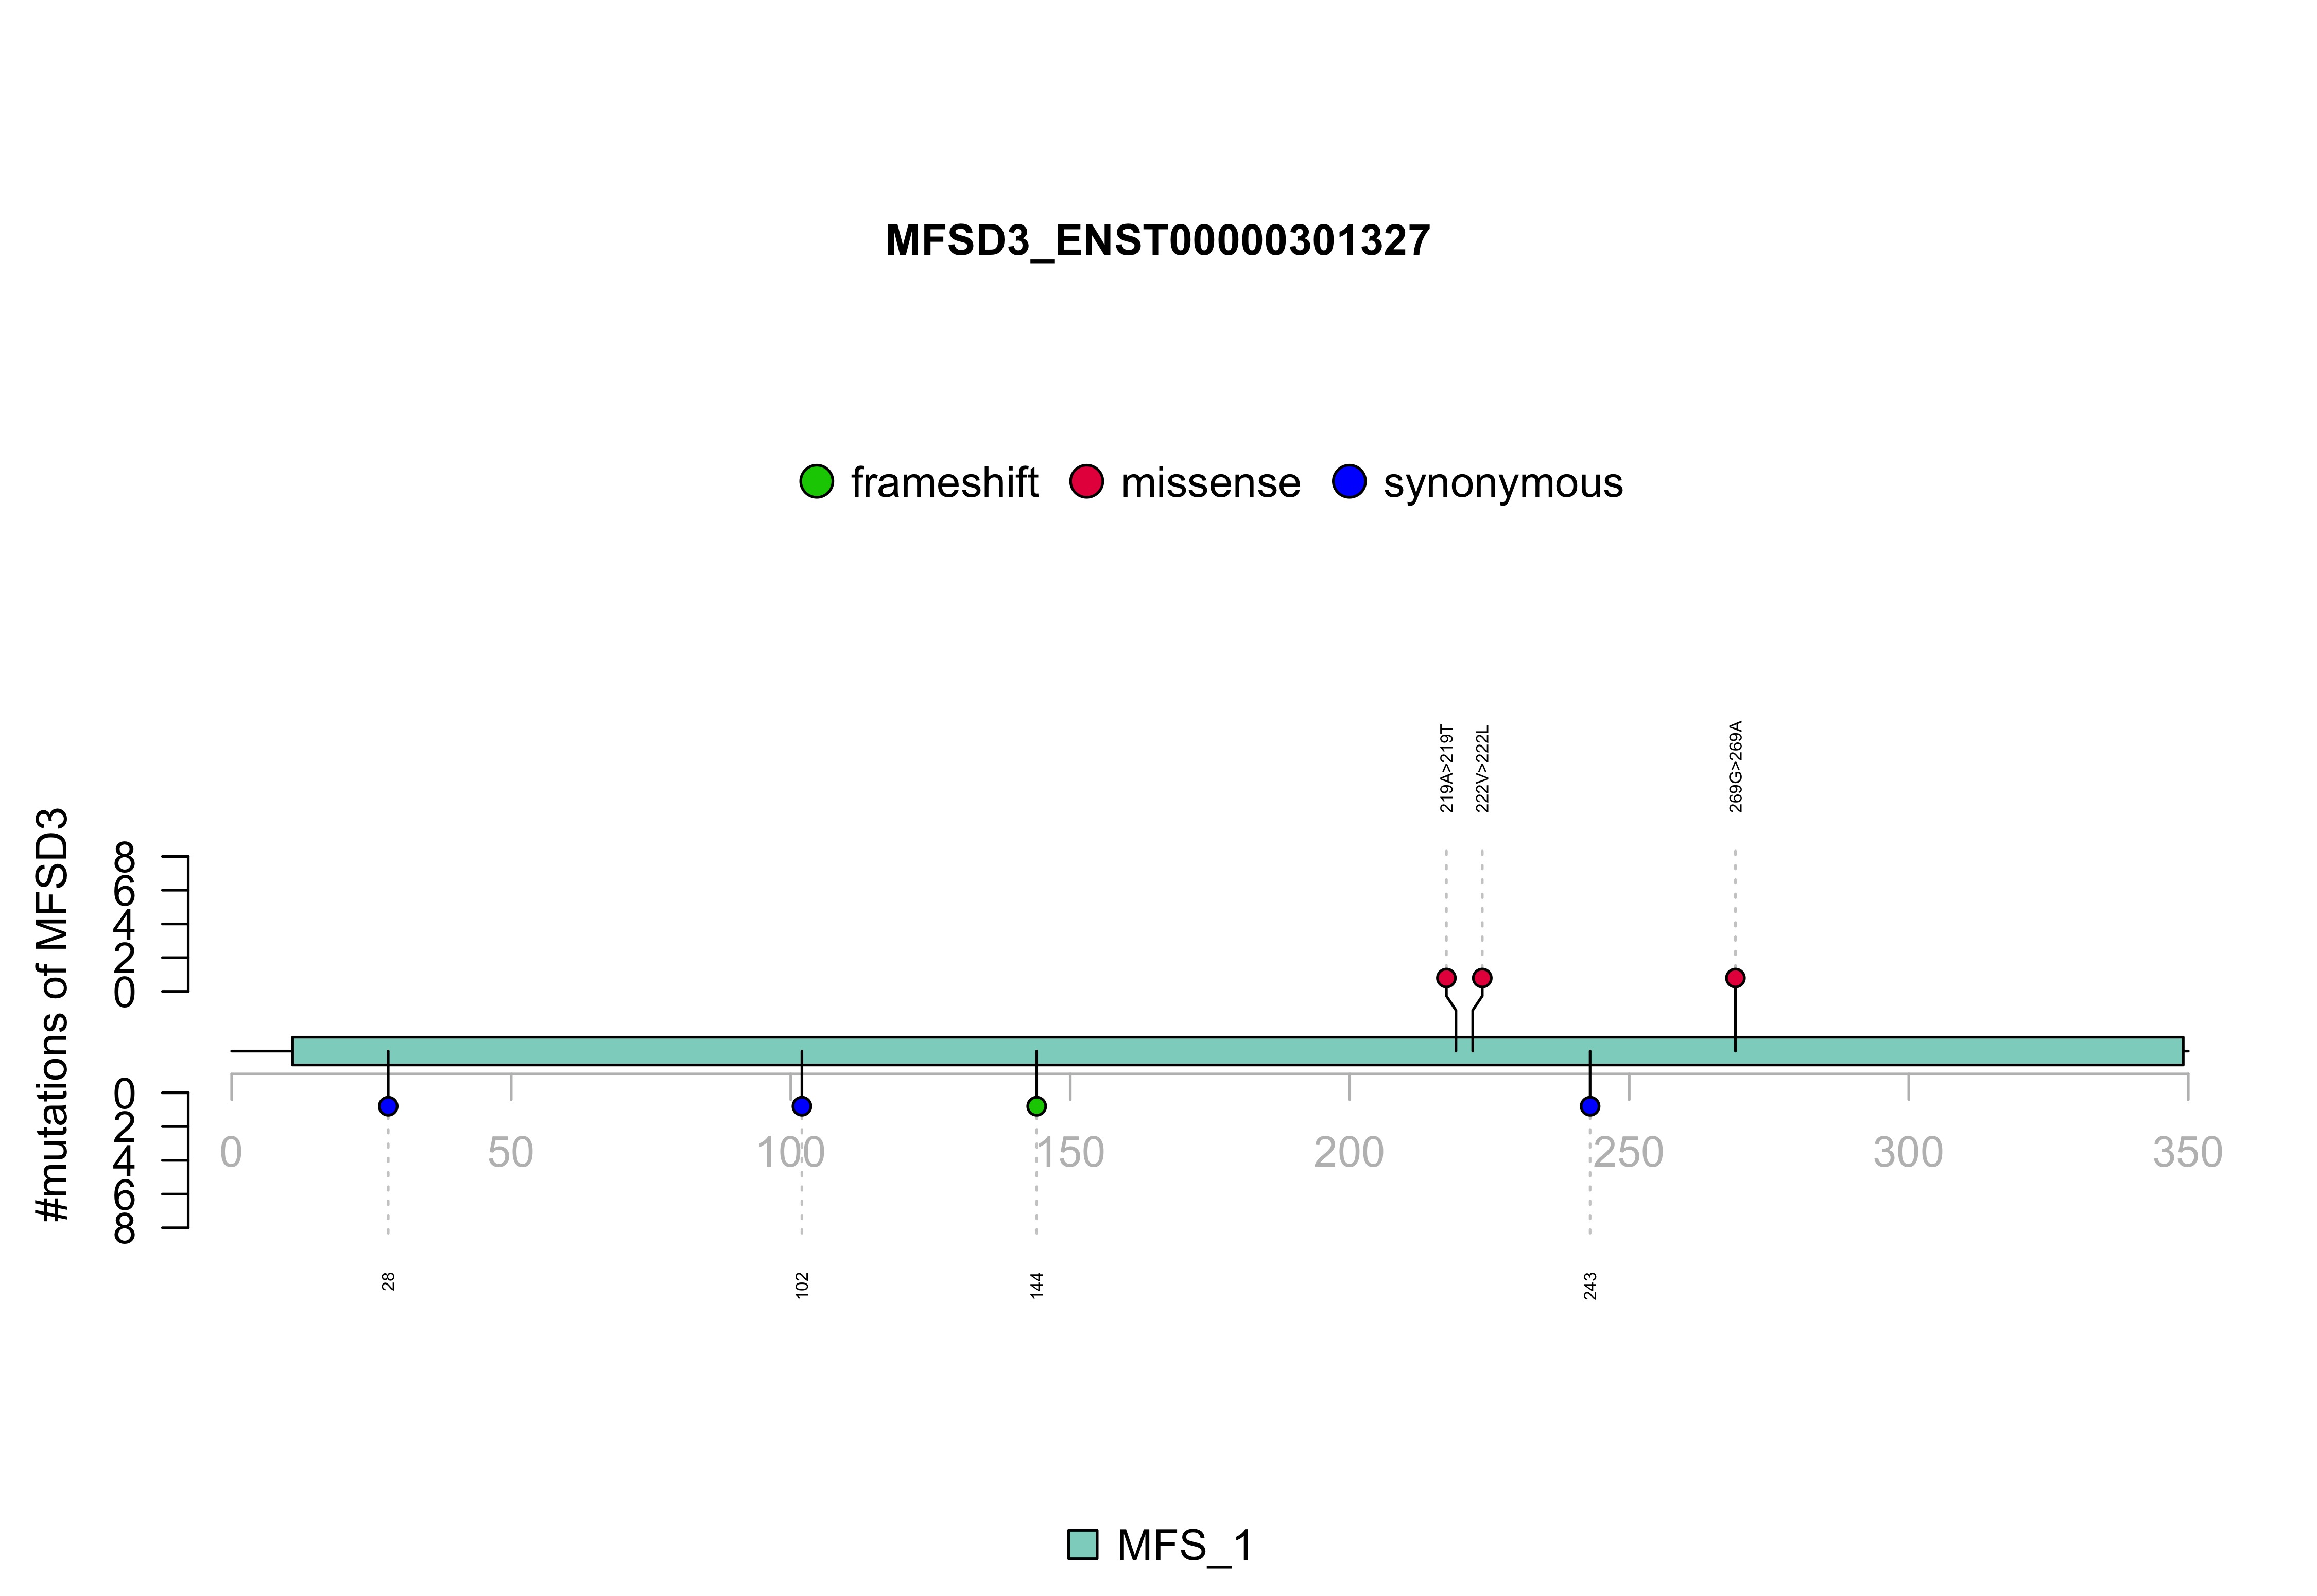 MFSD3_ENST00000301327
frameshift missense synonymous
219A>219T 222V>222L 269G>269A
#mutations of MFSD3
8
6
4
2
0
0
2
4
6
8
0 50 100 150 200 250 300 350
28 102 144 243
MFS_1